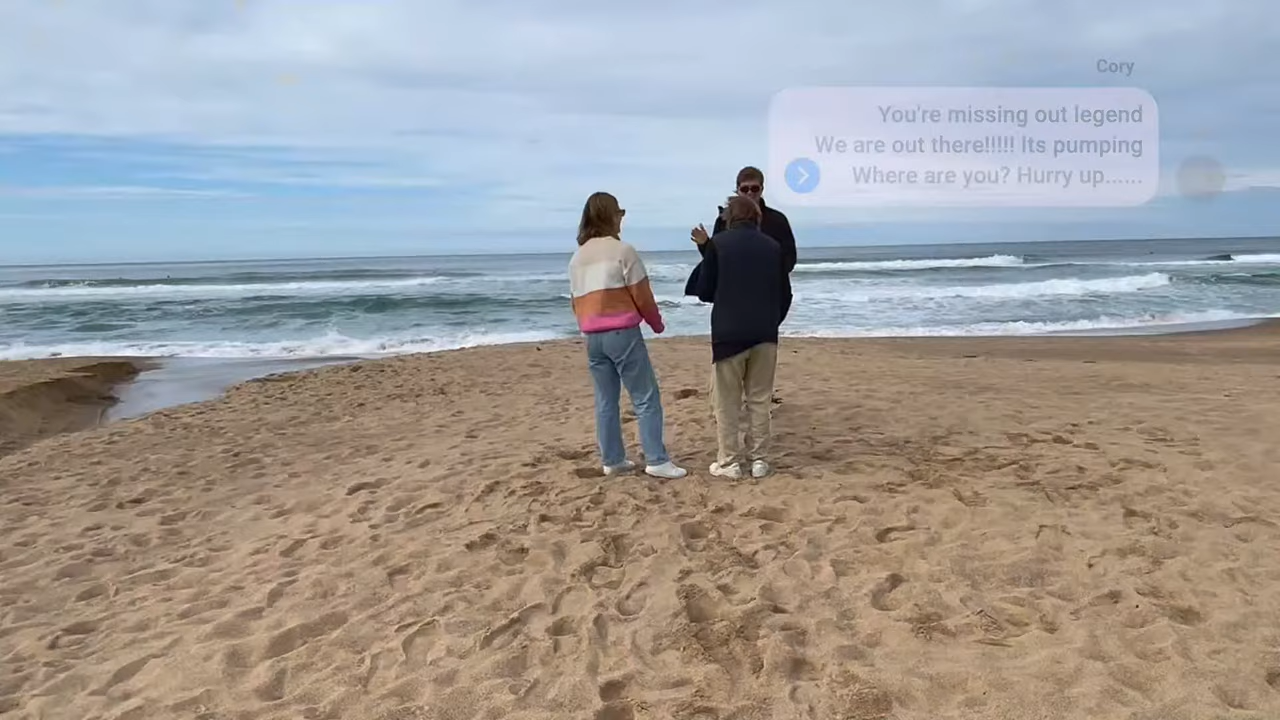 Cory
You're missing out legend
We are out there!!!!! Its pumping
Where are you? Hurry up......